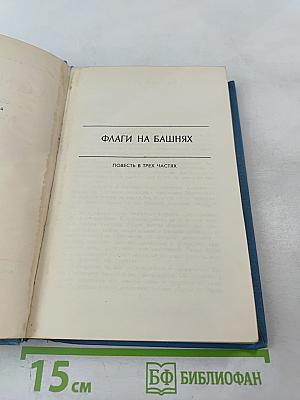 ФЛАГИ НА БАШНЯХ
ПОВЕСТЬ В ТРЕХ ЧАСТЯХ
15 см
БФ БИБЛИОФАН